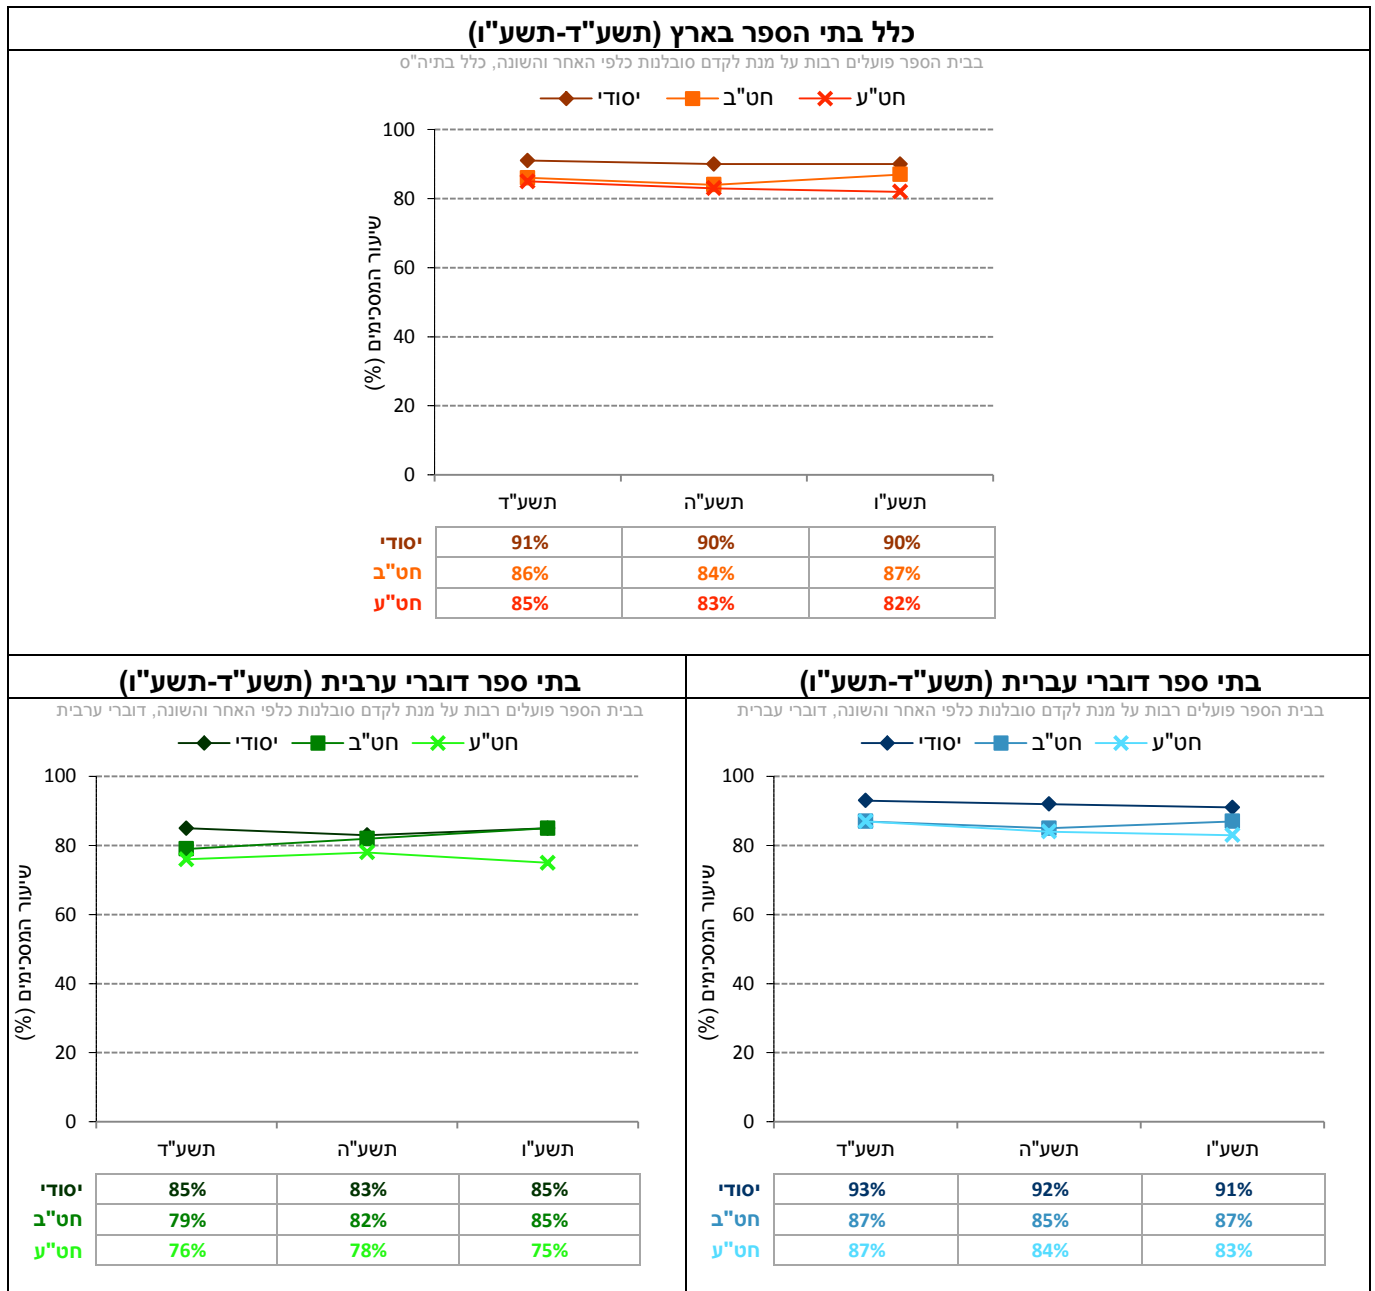 כלל בתי הספר בארץ (תשע"ד-תשע"ו)
בבית הספר פועלים רבות על מנת לקדם סובלנות כלפי האחר והשונה, כלל בתיה"ס
יסודי חט"ב חט"ע
100
80
60
40
20
0
שיעור המסכימים (%)
תשע"ד תשע"ה תשע"ו
יסודי 91% 90% 90%
חט"ב 86% 84% 87%
חט"ע 85% 83% 82%
בתי ספר דוברי עברית (תשע"ד-תשע"ו)
בבית הספר פועלים רבות על מנת לקדם סובלנות כלפי האחר והשונה, דוברי עברית
יסודי חט"ב חט"ע
100
80
60
40
20
0
שיעור המסכימים (%)
תשע"ד תשע"ה תשע"ו
יסודי 93% 92% 91%
חט"ב 87% 85% 87%
חט"ע 87% 84% 83%
בתי ספר דוברי ערבית (תשע"ד-תשע"ו)
בבית הספר פועלים רבות על מנת לקדם סובלנות כלפי האחר והשונה, דוברי ערבית
יסודי חט"ב חט"ע
100
80
60
40
20
0
שיעור המסכימים (%)
תשע"ד תשע"ה תשע"ו
יסודי 85% 83% 85%
חט"ב 79% 82% 85%
חט"ע 76% 78% 75%